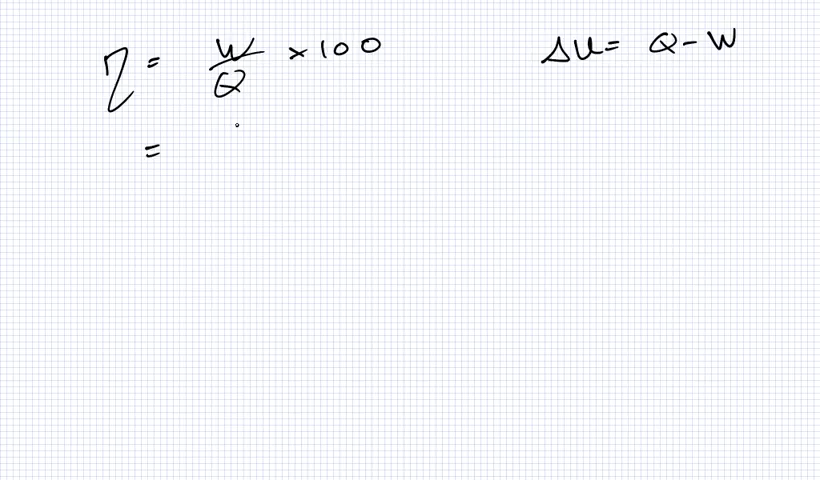 η = W/Q × 100
ΔU = Q - W
=